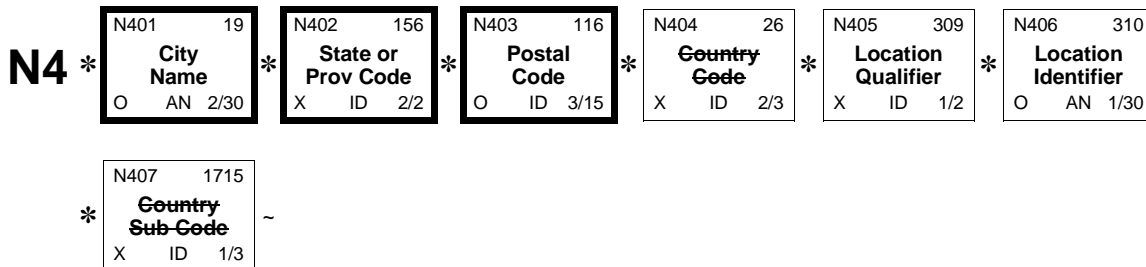 N401 19 N402 156 N403 116 N404 26 N405 309 N406 310
N4 * City Name * State or Prov Code * Postal Code * Country Code * Location Qualifier * Location Identifier
O AN 2/30 X ID 2/2 O ID 3/15 X ID 2/3 X ID 1/2 O AN 1/30
N407 1715
* Country Sub Code ~
X ID 1/3